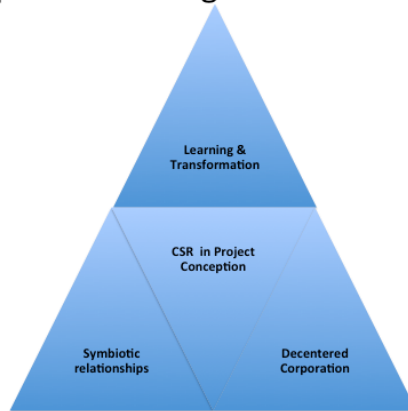 Learning &
Transformation
CSR in Project
Conception
Symbiotic
relationships
Decentered
Corporation